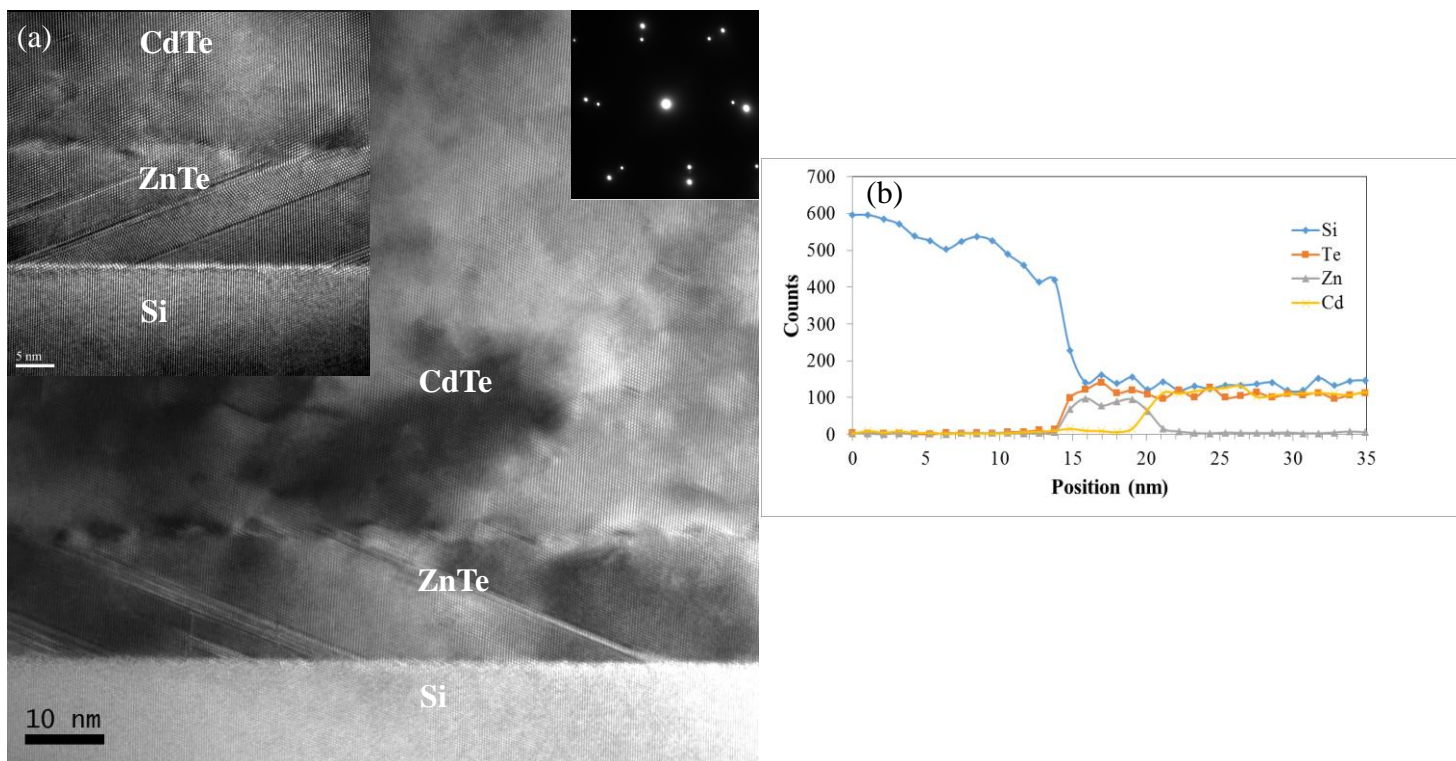 (a)
CdTe
ZnTe
Si
5 nm
CdTe
ZnTe
Si
10 nm
(b)
700
600
500
400
300
200
100
0
Counts
Si
Te
Zn
Cd
0 5 10 15 20 25 30 35
Position (nm)